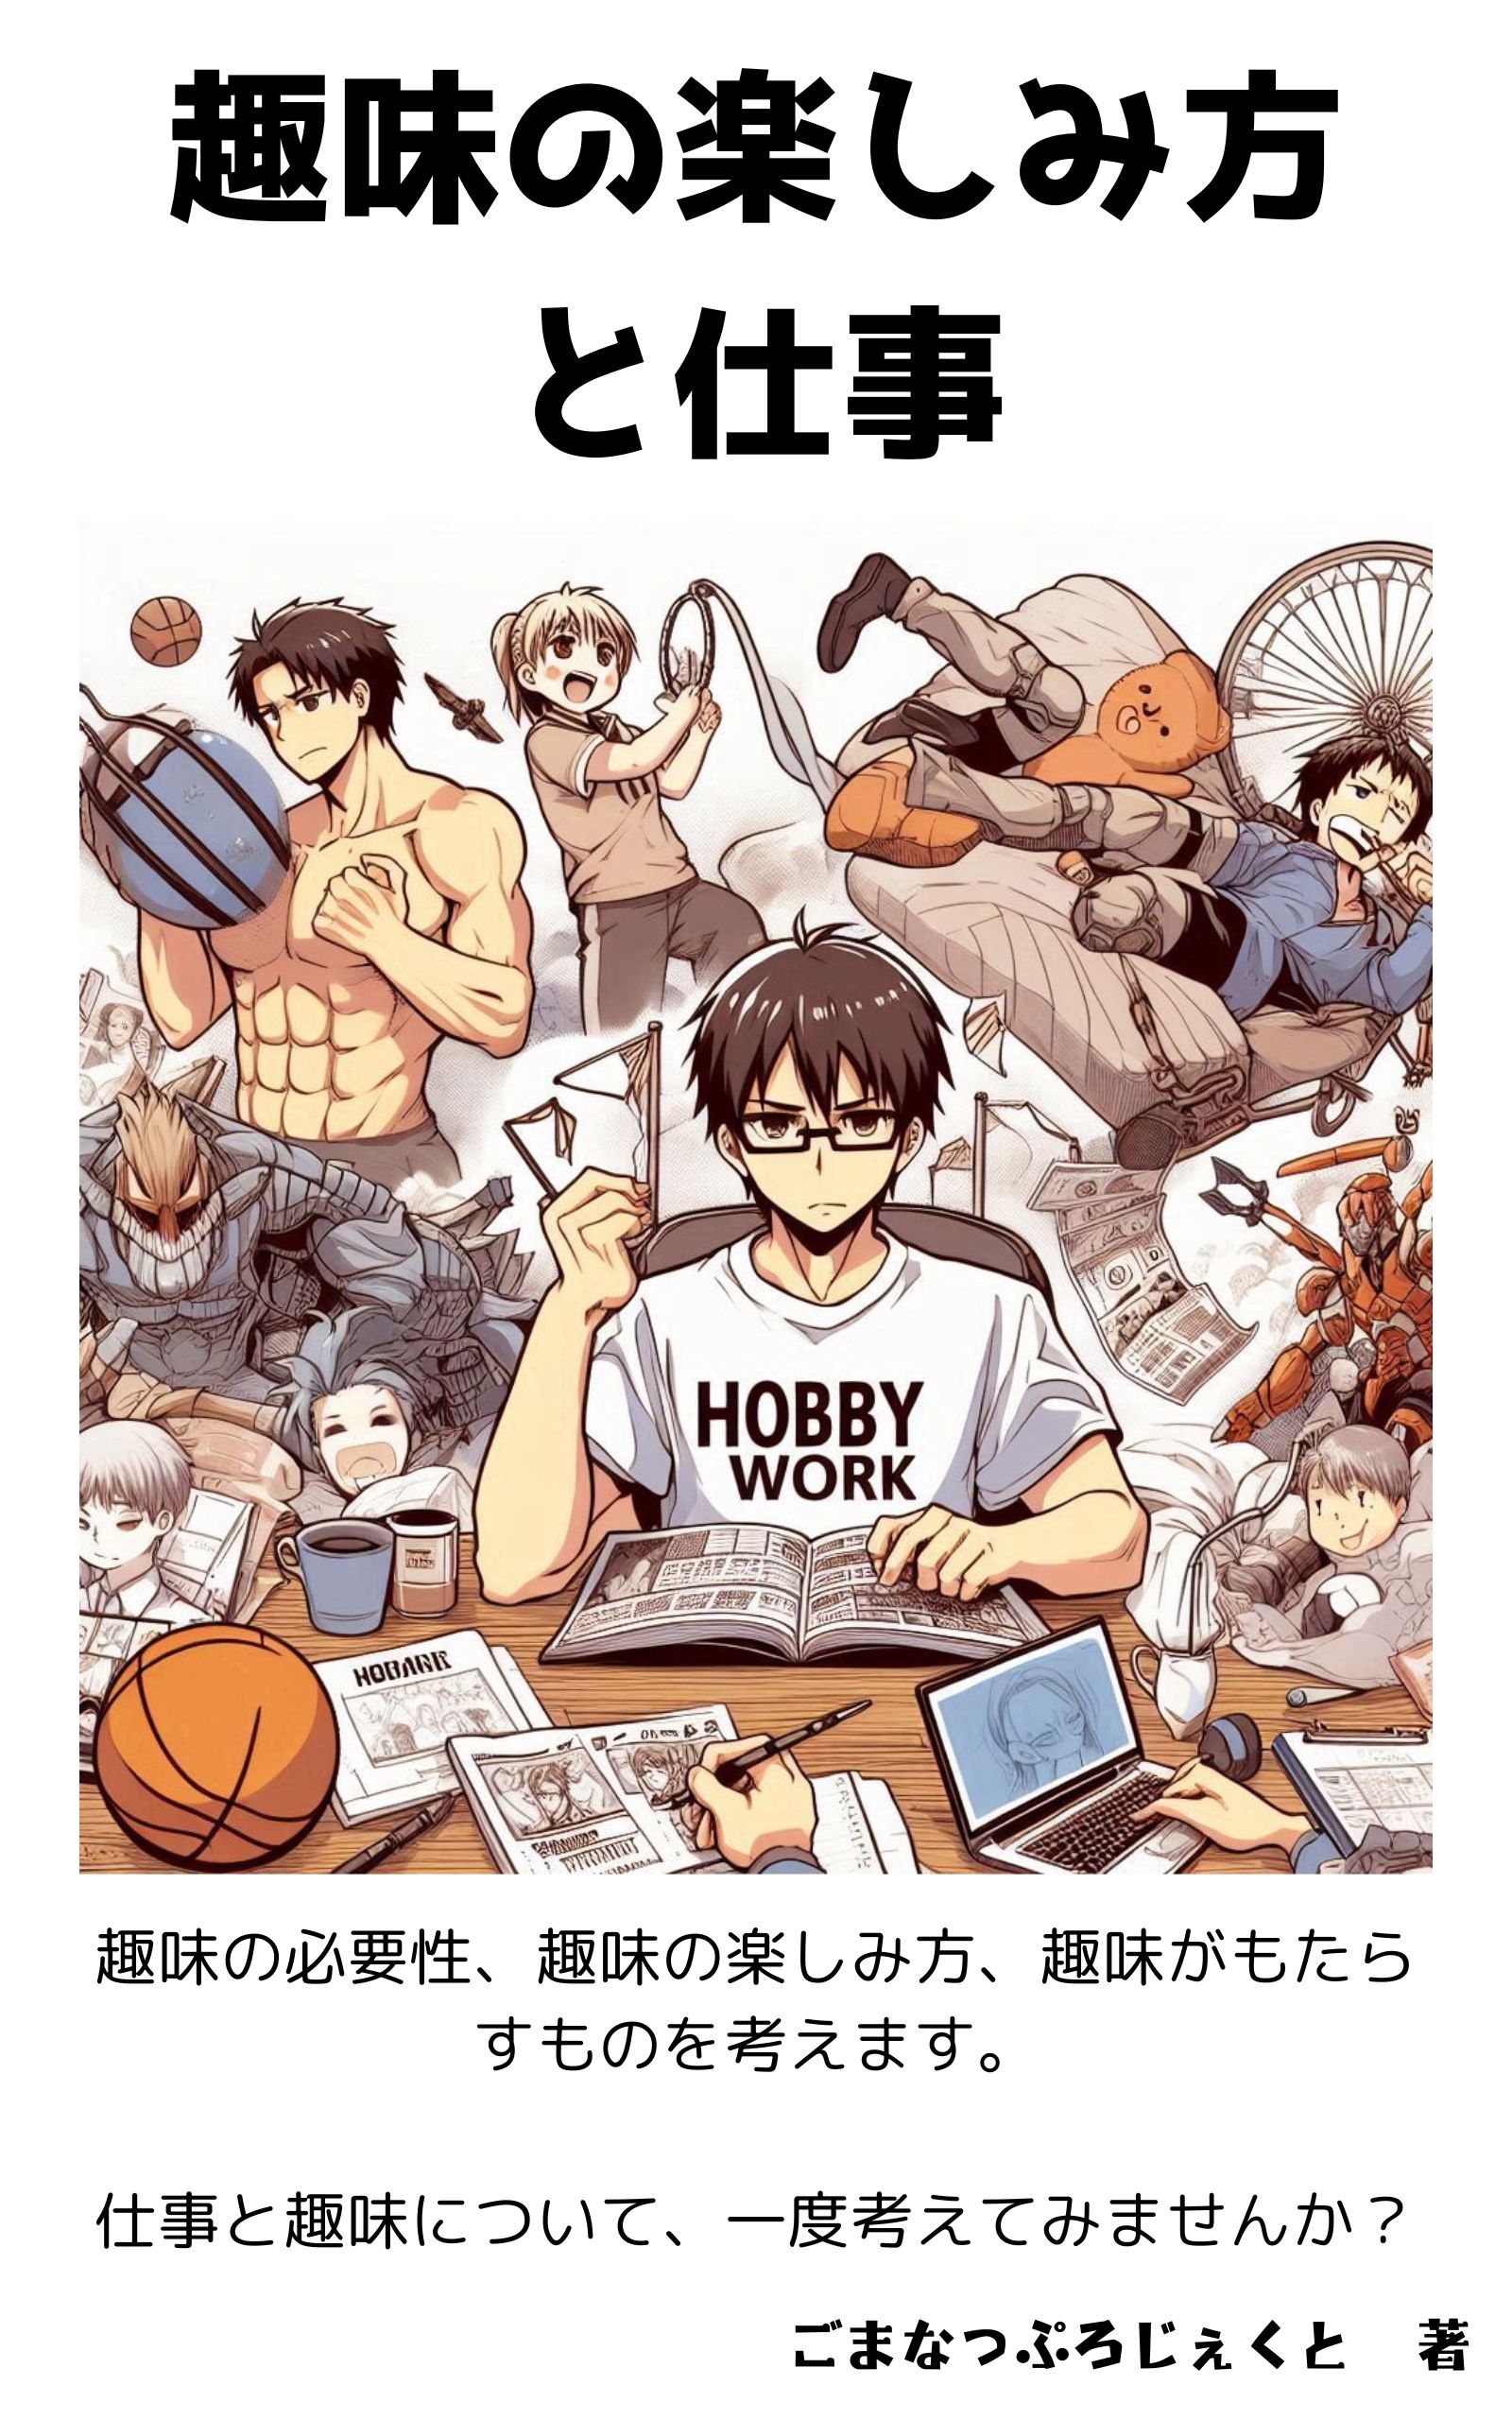 趣味の楽しみ方
と仕事
HOBBY
WORK
趣味の必要性、趣味の楽しみ方、趣味がもたら
すものを考えます。
仕事と趣味について、一度考えてみませんか？
ごまなつぷろじぇくと　著